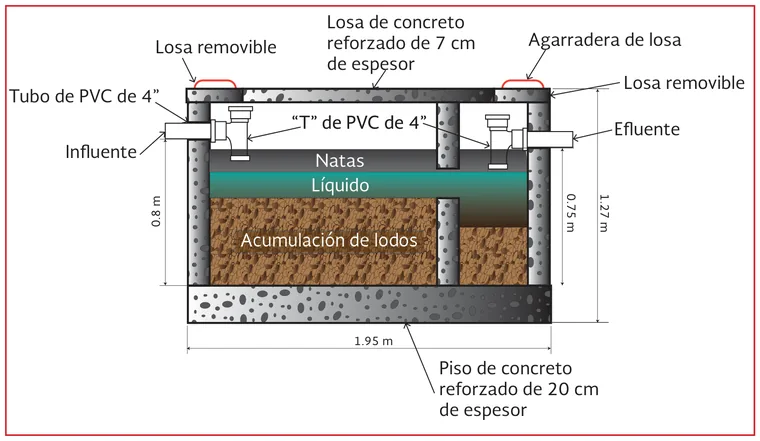 Losa de concreto
reforzado de 7 cm
de espesor
Losa removible
Agarradera de losa
Losa removible
Tubo de PVC de 4”
“T” de PVC de 4”
Efluente
Influente
Natas
Líquido
Acumulación de lodos
0.8 m
0.75 m
1.27 m
1.95 m
Piso de concreto
reforzado de 20 cm
de espesor